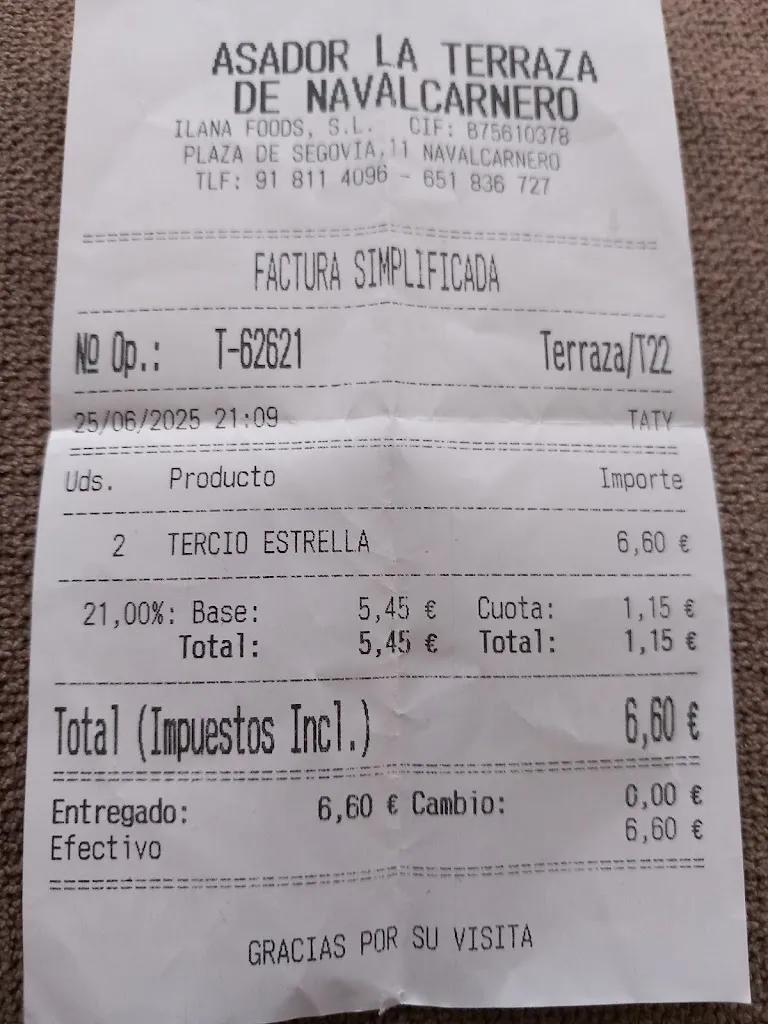 ASADOR LA TERRAZA
DE NAVALCARNERO
ILANA FOODS, S.L. CIF: B75610378
PLAZA DE SEGOVIA,11 NAVALCARNERO
TLF: 91 811 4096 - 651 836 727
FACTURA SIMPLIFICADA
Nº Op.: T-62621 Terraza/T22
25/06/2025 21:09 TATY
Uds. Producto Importe
2 TERCIO ESTRELLA 6,60 €
21,00%: Base: 5,45 € Cuota: 1,15 €
Total: 5,45 € Total: 1,15 €
Total (Impuestos Incl.) 6,60 €
Entregado: 6,60 € Cambio: 0,00 €
Efectivo 6,60 €
GRACIAS POR SU VISITA